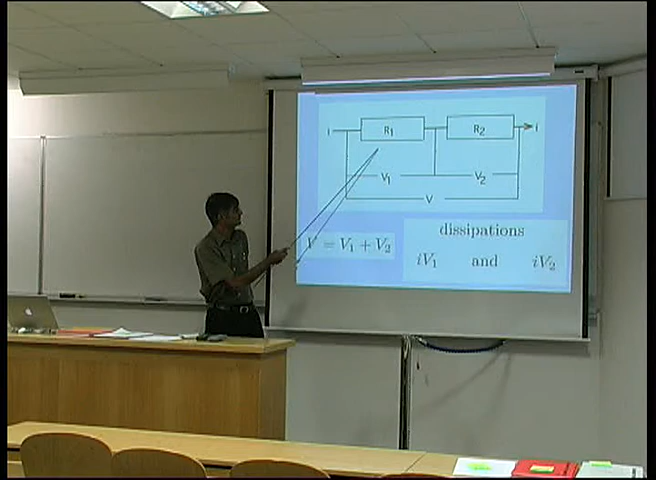 i R1 R2 i
V1 V2
V
V = V1 + V2
dissipations
iV1 and iV2